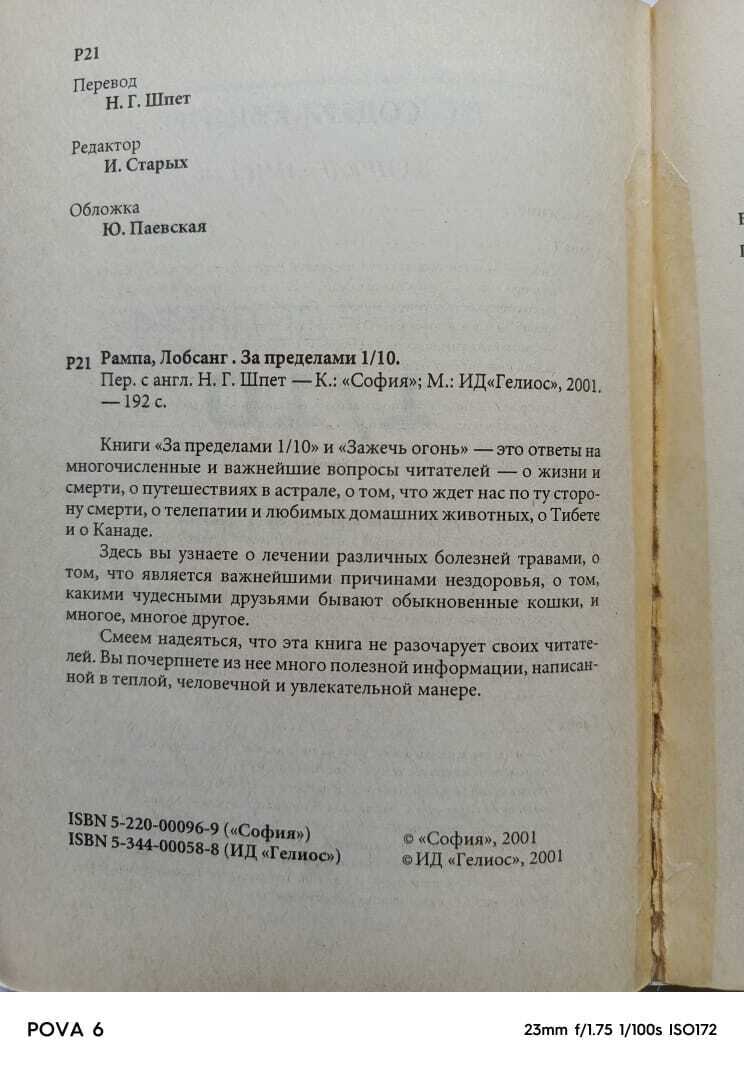 Р21
Перевод
Н. Г. Шпет
Редактор
И. Старых
Обложка
Ю. Паевская
Р21 Рампа, Лобсанг . За пределами 1/10.
Пер. с англ. Н. Г. Шпет — К.: «София»; М.: ИД«Гелиос», 2001.
— 192 с.
Книги «За пределами 1/10» и «Зажечь огонь» — это ответы на
многочисленные и важнейшие вопросы читателей — о жизни и
смерти, о путешествиях в астрале, о том, что ждет нас по ту сторо-
ну смерти, о телепатии и любимых домашних животных, о Тибете
и о Канаде.
Здесь вы узнаете о лечении различных болезней травами, о
том, что является важнейшими причинами нездоровья, о том,
какими чудесными друзьями бывают обыкновенные кошки, и
многое, многое другое.
Смеем надеяться, что эта книга не разочарует своих читате-
лей. Вы почерпнете из нее много полезной информации, написан-
ной в теплой, человечной и увлекательной манере.
ISBN 5-220-00096-9 («София»)
ISBN 5-344-00058-8 (ИД «Гелиос»)
© «София», 2001
© ИД «Гелиос», 2001
POVA 6
23mm f/1.75 1/100s ISO172